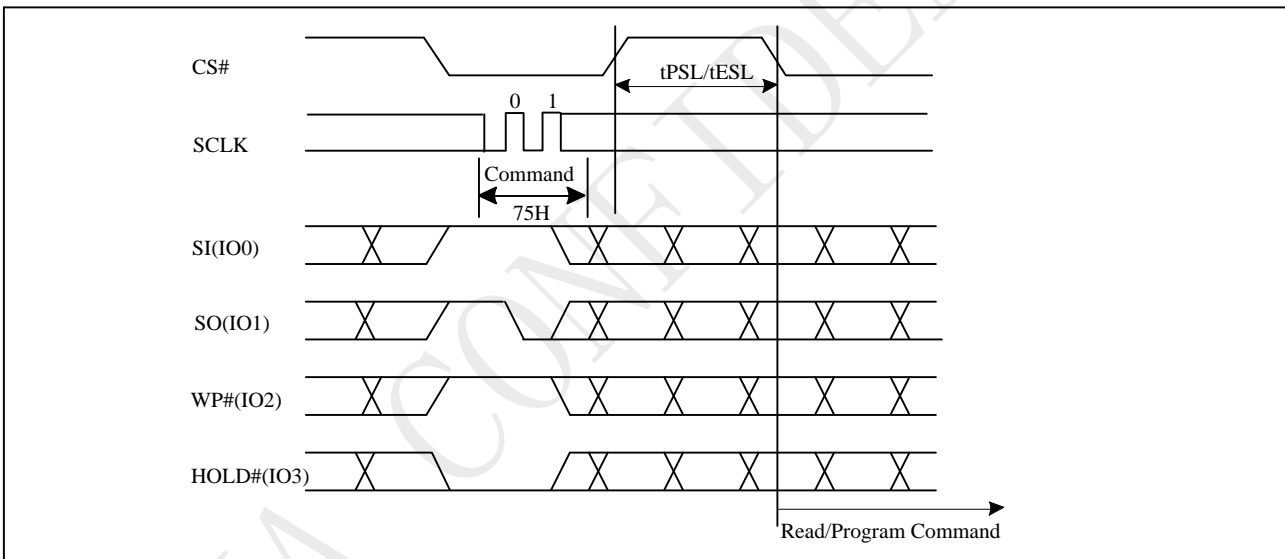 CS#
tPSL/tESL
0 1
SCLK
Command
75H
SI(IO0)
SO(IO1)
WP#(IO2)
HOLD#(IO3)
Read/Program Command